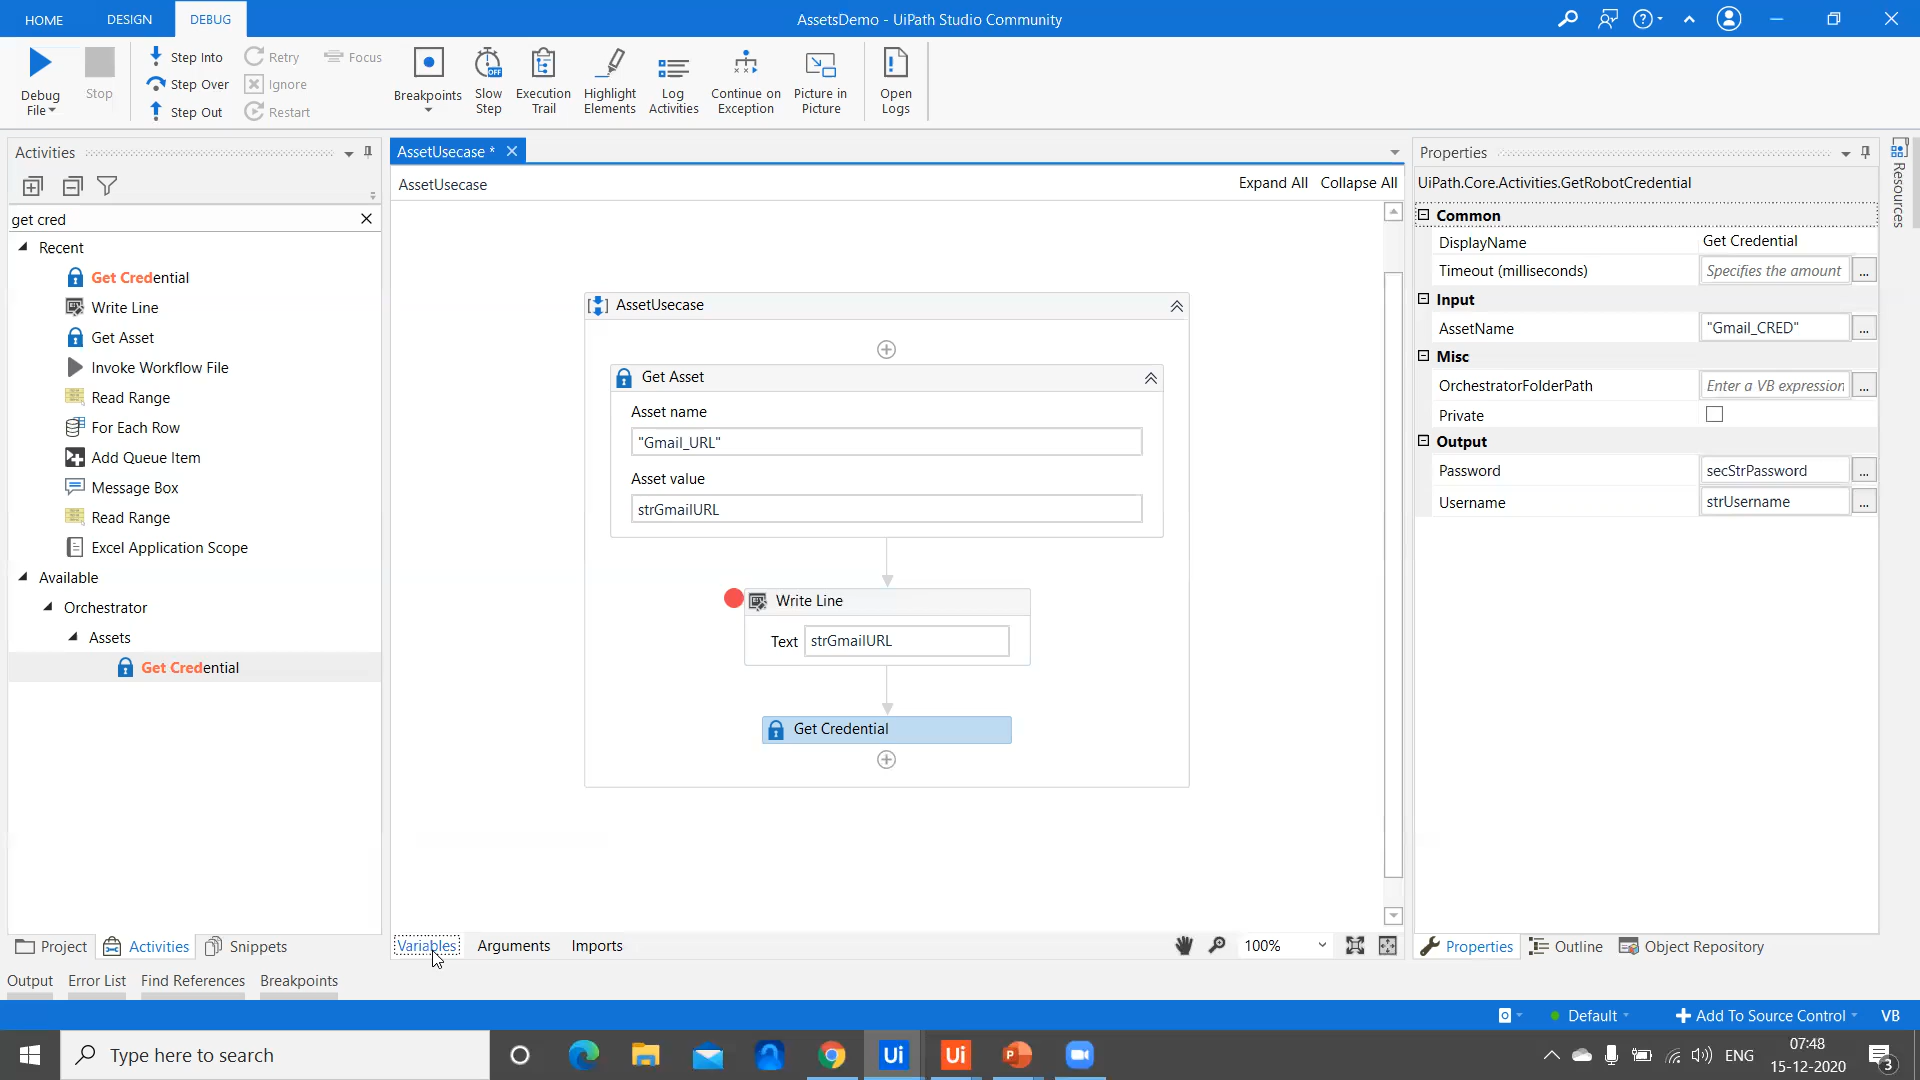 HOME
DESIGN
DEBUG
AssetsDemo - UiPath Studio Community
Debug
File
Stop
Step Into
Step Over
Step Out
Retry
Ignore
Restart
Focus
Breakpoints
Slow
Step
OFF
Execution
Trail
Highlight
Elements
Log
Activities
Continue on
Exception
Picture in
Picture
Open
Logs
Activities
get cred
Recent
Get Credential
Write Line
Get Asset
Invoke Workflow File
Read Range
For Each Row
Add Queue Item
Message Box
Read Range
Excel Application Scope
Available
Orchestrator
Assets
Get Credential
Project
Activities
Snippets
AssetUsecase *
AssetUsecase
Expand All
Collapse All
AssetUsecase
Get Asset
Asset name
"Gmail_URL"
Asset value
strGmailURL
Write Line
Text
strGmailURL
Get Credential
Variables
Arguments
Imports
100%
Properties
UiPath.Core.Activities.GetRobotCredential
Common
DisplayName
Get Credential
Timeout (milliseconds)
Specifies the amount
...
Input
AssetName
"Gmail_CRED"
...
Misc
OrchestratorFolderPath
Enter a VB expression
...
Private
Output
Password
secStrPassword
...
Username
strUsername
...
Properties
Outline
Object Repository
Resources
Output
Error List
Find References
Breakpoints
Default
Add To Source Control
VB
Type here to search
Ui
Ui
P
ENG
07:48
15-12-2020
3